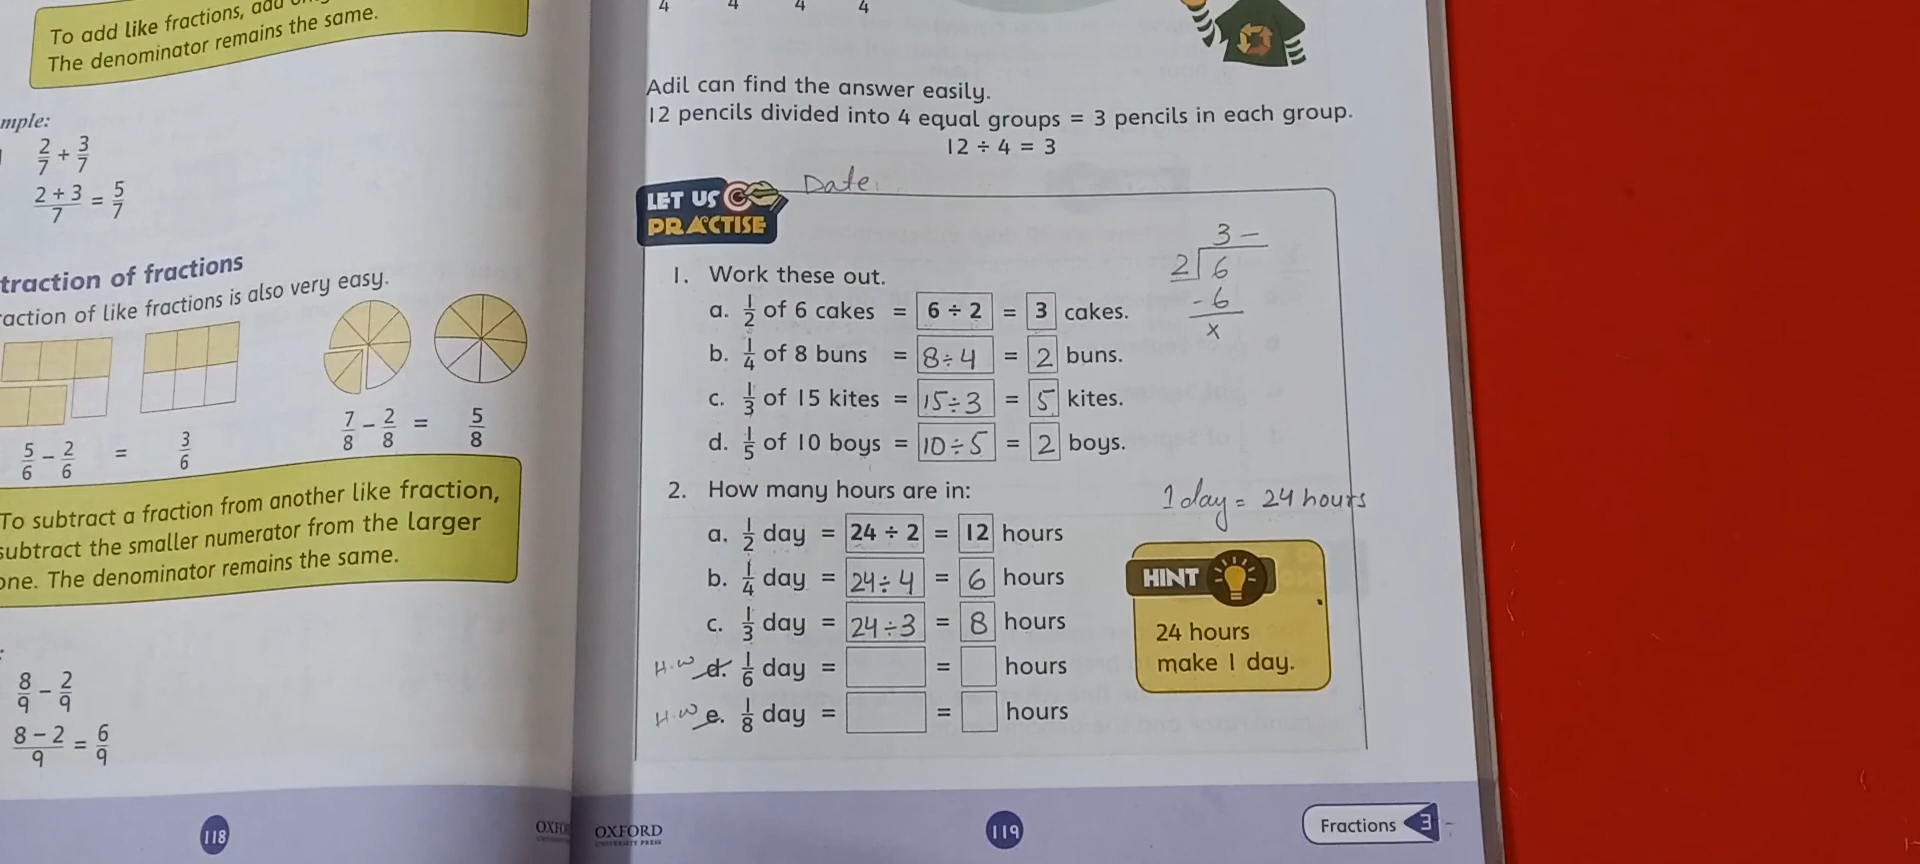 To add like fractions, add
The denominator remains the same.
mple:
2/7 + 3/7
2 + 3/7 = 5/7
traction of fractions
action of like fractions is also very easy.
5/6 – 2/6 = 3/6
7/8 – 2/8 = 5/8
To subtract a fraction from another like fraction,
subtract the smaller numerator from the larger
one. The denominator remains the same.
8/9 – 2/9
8 – 2/9 = 6/9
118
OXFO
4 4 4 4
Adil can find the answer easily.
12 pencils divided into 4 equal groups = 3 pencils in each group.
12 ÷ 4 = 3
Date
LET US
PRACTISE
3 –
2 6
- 6
x
1. Work these out.
a. 1/2 of 6 cakes = 6 ÷ 2 = 3 cakes.
b. 1/4 of 8 buns = 8 ÷ 4 = 2 buns.
c. 1/3 of 15 kites = 15 ÷ 3 = 5 kites.
d. 1/5 of 10 boys = 10 ÷ 5 = 2 boys.
2. How many hours are in:
1 day = 24 hours
a. 1/2 day = 24 ÷ 2 = 12 hours
b. 1/4 day = 24 ÷ 4 = 6 hours
c. 1/3 day = 24 ÷ 3 = 8 hours
H.W d. 1/6 day = = hours
H.W e. 1/8 day = = hours
HINT
24 hours
make 1 day.
OXFORD
UNIVERSITY PRESS
119
Fractions 3